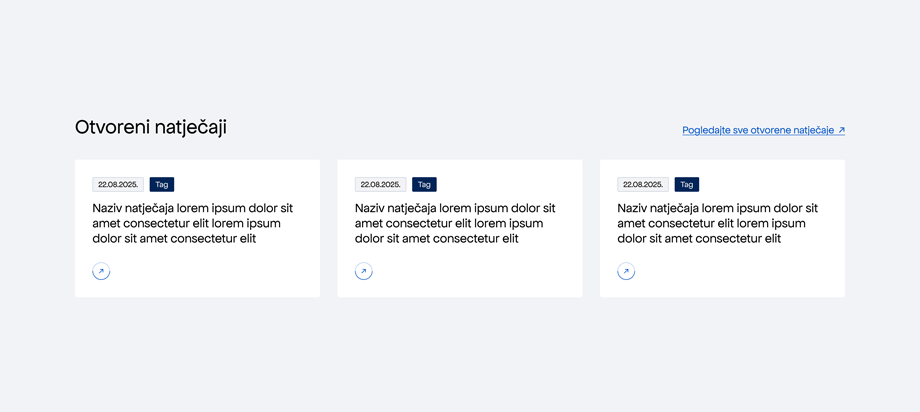 Otvoreni natječaji
Pogledajte sve otvorene natječaje ↗
22.08.2025. Tag
Naziv natječaja lorem ipsum dolor sit
amet consectetur elit lorem ipsum
dolor sit amet consectetur elit
22.08.2025. Tag
Naziv natječaja lorem ipsum dolor sit
amet consectetur elit lorem ipsum
dolor sit amet consectetur elit
22.08.2025. Tag
Naziv natječaja lorem ipsum dolor sit
amet consectetur elit lorem ipsum
dolor sit amet consectetur elit